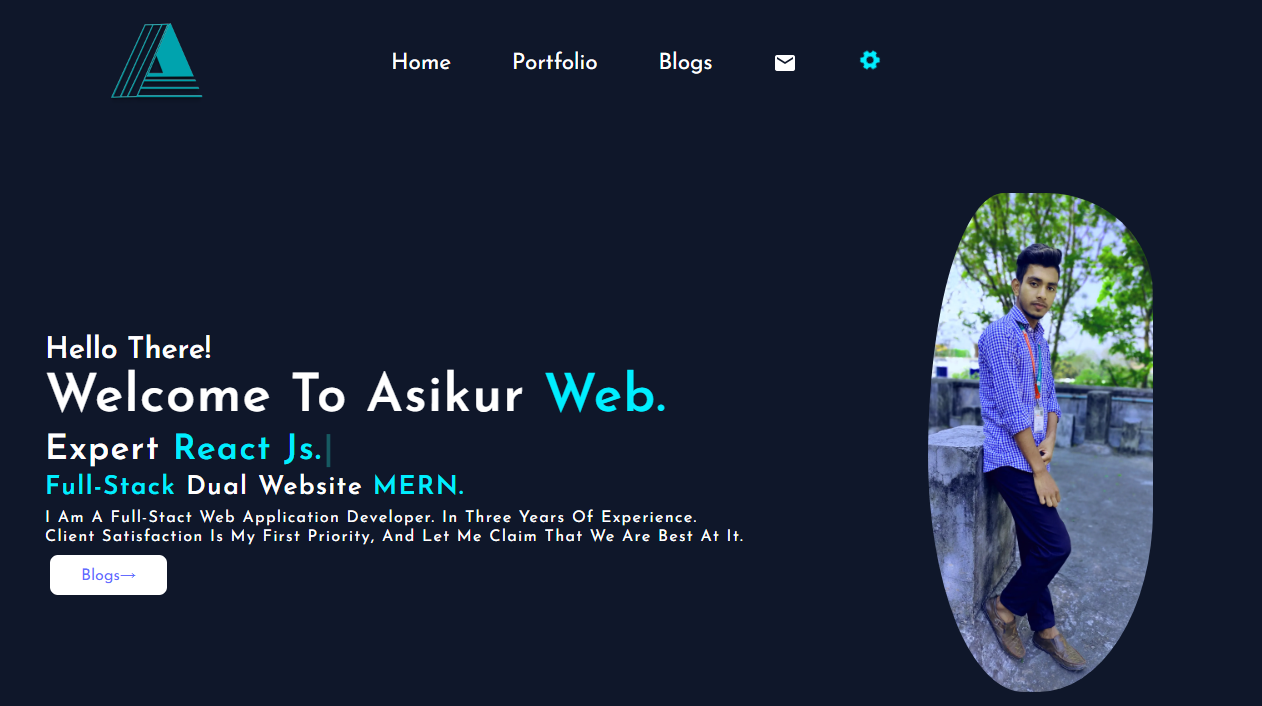 Home Portfolio Blogs
Hello There!
Welcome To Asikur Web.
Expert React Js.
Full-Stack Dual Website MERN.
I Am A Full-Stact Web Application Developer. In Three Years Of Experience.
Client Satisfaction Is My First Priority, And Let Me Claim That We Are Best At It.
Blogs→